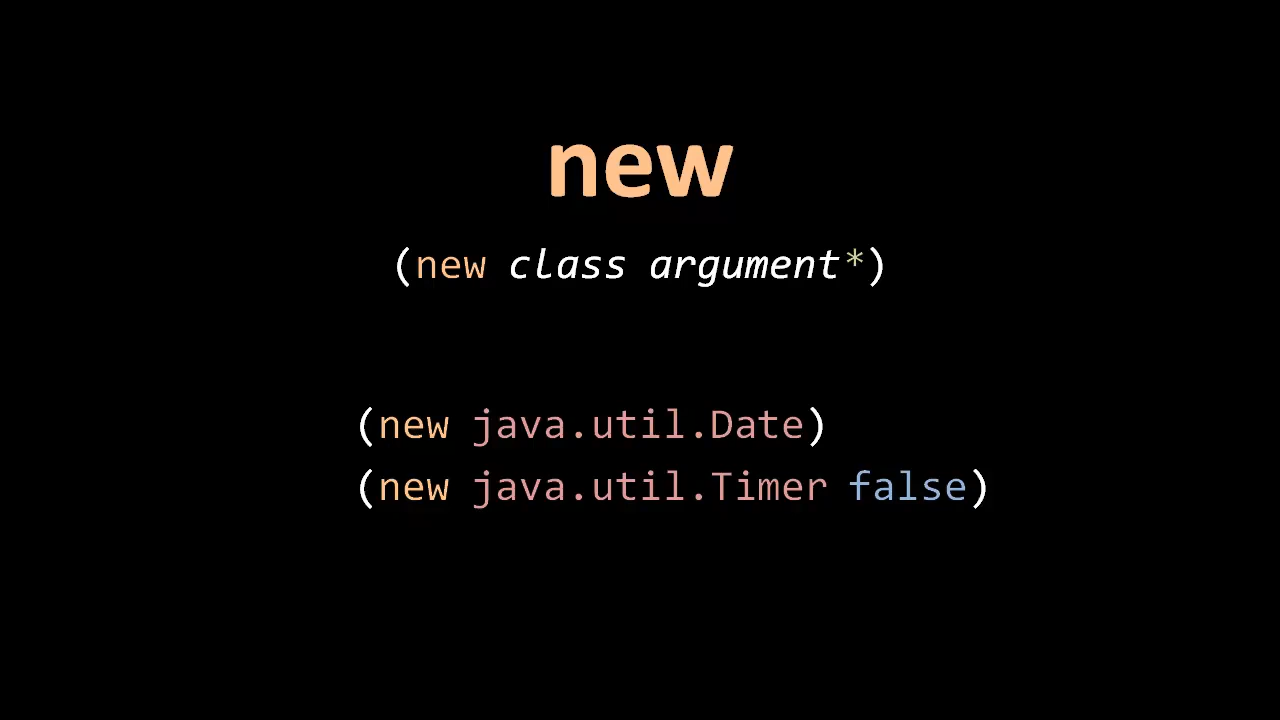 new
(new class argument*)
(new java.util.Date)
(new java.util.Timer false)